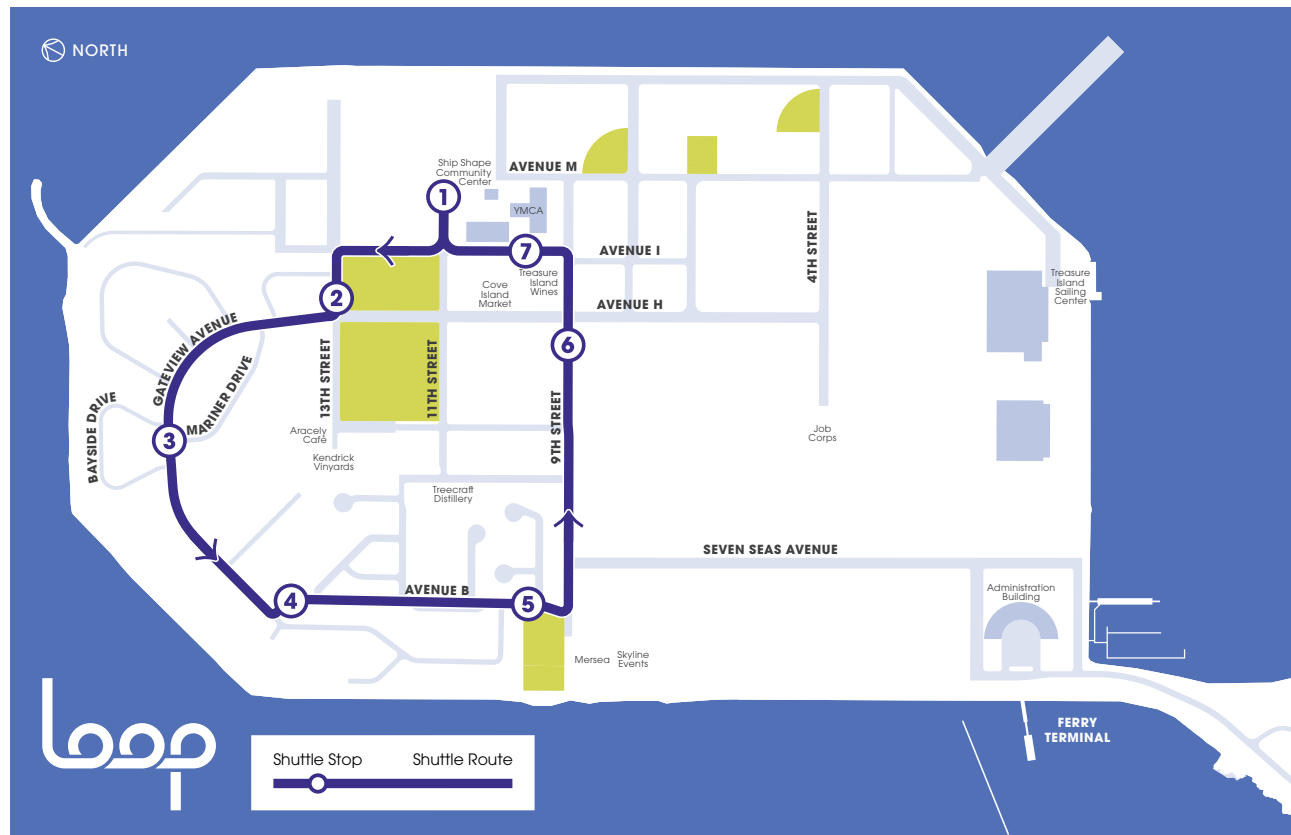 NORTH
Ship Shape
Community
Center
AVENUE M
1
YMCA
4TH STREET
7
AVENUE I
Treasure
Island
Wines
Cove
Island
Market
Treasure
Island
Sailing
Center
2
AVENUE H
GATEVIEW AVENUE
6
13TH STREET
11TH STREET
MARINER DRIVE
BAYSIDE DRIVE
9TH STREET
3
Aracely
Café
Job
Corps
Kendrick
Vinyards
Treecraft
Distillery
SEVEN SEAS AVENUE
4
AVENUE B
5
Administration
Building
Mersea
Skyline
Events
FERRY
TERMINAL
loop
Shuttle Stop
Shuttle Route